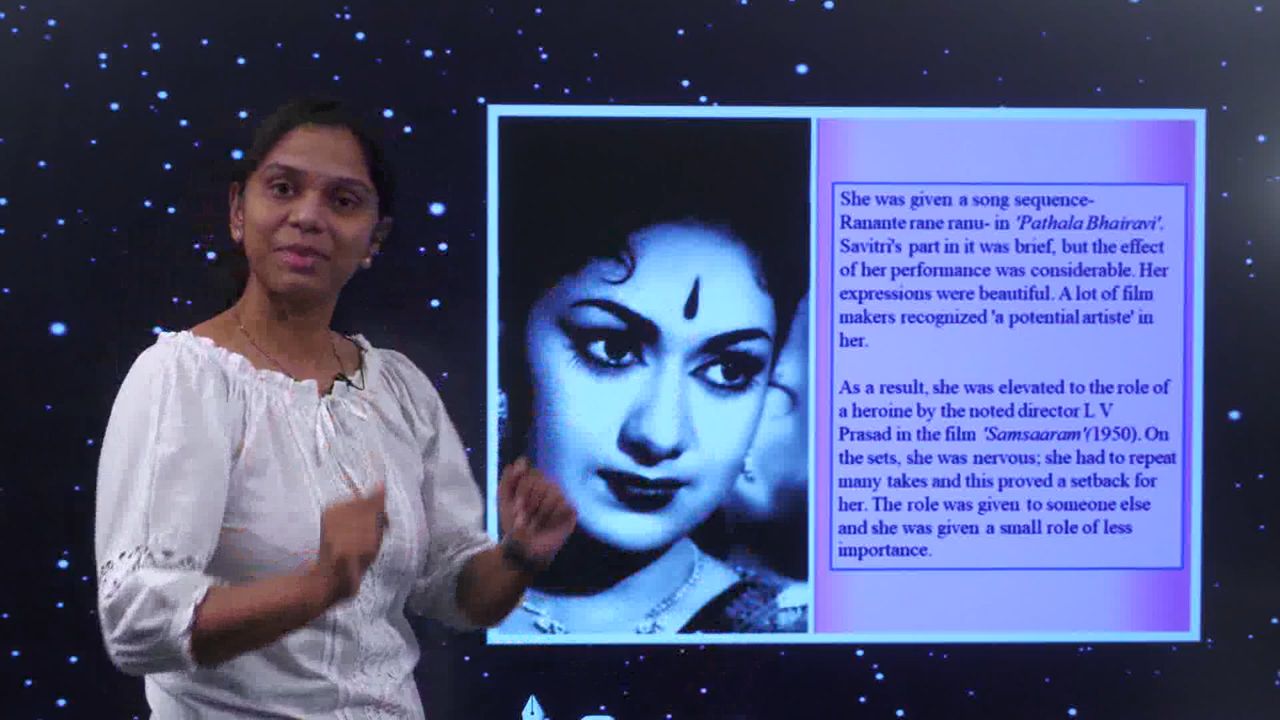 She was given a song sequence-
Ranante rane ranu- in 'Pathala Bhairavi'.
Savitri's part in it was brief, but the effect
of her performance was considerable. Her
expressions were beautiful. A lot of film
makers recognized 'a potential artiste' in
her.
As a result, she was elevated to the role of
a heroine by the noted director L V
Prasad in the film 'Samsaaram'(1950). On
the sets, she was nervous; she had to repeat
many takes and this proved a setback for
her. The role was given to someone else
and she was given a small role of less
importance.